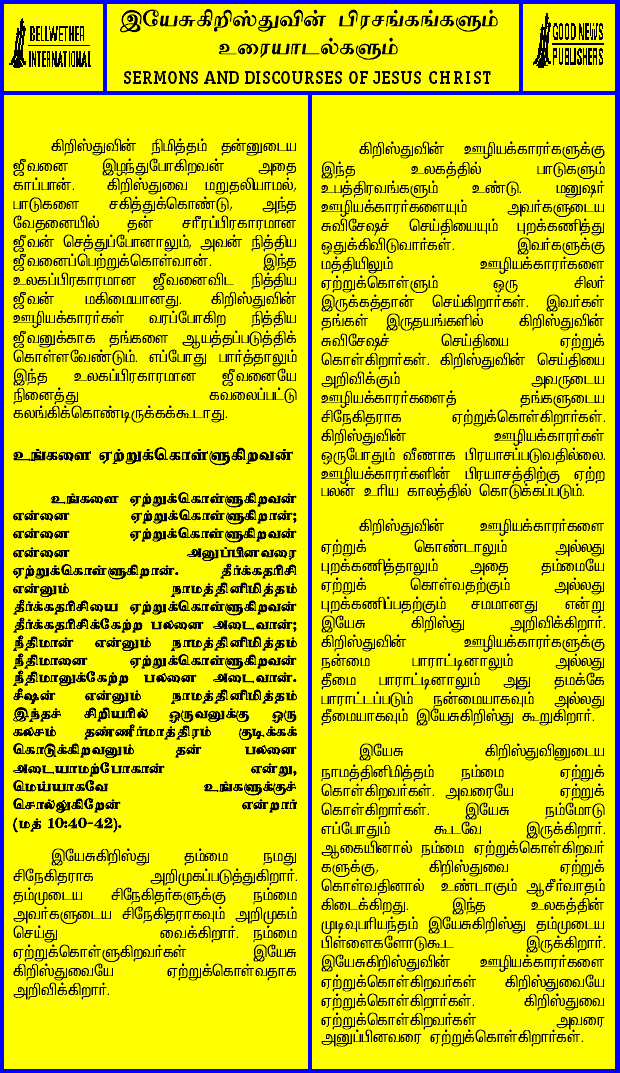 BELLWETHER
INTERNATIONAL
இயேசுகிறிஸ்துவின் பிரசங்கங்களும்
உரையாடல்களும்
SERMONS AND DISCOURSES OF JESUS CHRIST
GOOD NEWS
PUBLISHERS
கிறிஸ்துவின் நிமித்தம் தன்னுடைய
ஜீவனை இழந்துபோகிறவன் அதை
காப்பான். கிறிஸ்துவை மறுதலியாமல்,
பாடுகளை சகித்துக்கொண்டு, அந்த
வேதனையில் தன் சரீரப்பிரகாரமான
ஜீவன் செத்துப்போனாலும், அவன் நித்திய
ஜீவனைப்பெற்றுக்கொள்வான். இந்த
உலகப்பிரகாரமான ஜீவனைவிட நித்திய
ஜீவன் மகிமையானது. கிறிஸ்துவின்
ஊழியக்காரர்கள் வரப்போகிற நித்திய
ஜீவனுக்காக தங்களை ஆயத்தப்படுத்திக்
கொள்ளவேண்டும். எப்போது பார்த்தாலும்
இந்த உலகப்பிரகாரமான ஜீவனையே
நினைத்து கவலைப்பட்டு
கலங்கிக்கொண்டிருக்கக்கூடாது.
உங்களை ஏற்றுக்கொள்ளுகிறவன்
உங்களை ஏற்றுக்கொள்ளுகிறவன்
என்னை ஏற்றுக்கொள்ளுகிறான்;
என்னை ஏற்றுக்கொள்ளுகிறவன்
என்னை அனுப்பினவரை
ஏற்றுக்கொள்ளுகிறான். தீர்க்கதரிசி
என்னும் நாமத்தினிமித்தம்
தீர்க்கதரிசியை ஏற்றுக்கொள்ளுகிறவன்
தீர்க்கதரிசிக்கேற்ற பலனை அடைவான்;
நீதிமான் என்னும் நாமத்தினிமித்தம்
நீதிமானை ஏற்றுக்கொள்ளுகிறவன்
நீதிமானுக்கேற்ற பலனை அடைவான்.
சீஷன் என்னும் நாமத்தினிமித்தம்
இந்தச் சிறியரில் ஒருவனுக்கு ஒரு
கலசம் தண்ணீர்மாத்திரம் குடிக்கக்
கொடுக்கிறவனும் தன் பலனை
அடையாமற்போகான் என்று,
மெய்யாகவே உங்களுக்குச்
சொல்லுகிறேன் என்றார்
(மத் 10:40-42).
இயேசுகிறிஸ்து தம்மை நமது
சிநேகிதராக அறிமுகப்படுத்துகிறார்.
தம்முடைய சிநேகிதர்களுக்கு நம்மை
அவர்களுடைய சிநேகிதராகவும் அறிமுகம்
செய்து வைக்கிறார். நம்மை
ஏற்றுக்கொள்ளுகிறவர்கள் இயேசு
கிறிஸ்துவையே ஏற்றுக்கொள்வதாக
அறிவிக்கிறார்.
கிறிஸ்துவின் ஊழியக்காரர்களுக்கு
இந்த உலகத்தில் பாடுகளும்
உபத்திரவங்களும் உண்டு. மனுஷர்
ஊழியக்காரர்களையும் அவர்களுடைய
சுவிசேஷச் செய்தியையும் புறக்கணித்து
ஒதுக்கிவிடுவார்கள். இவர்களுக்கு
மத்தியிலும் ஊழியக்காரர்களை
ஏற்றுக்கொள்ளும் ஒரு சிலர்
இருக்கத்தான் செய்கிறார்கள். இவர்கள்
தங்கள் இருதயங்களில் கிறிஸ்துவின்
சுவிசேஷச் செய்தியை ஏற்றுக்
கொள்கிறார்கள். கிறிஸ்துவின் செய்தியை
அறிவிக்கும் அவருடைய
ஊழியக்காரர்களைத் தங்களுடைய
சிநேகிதராக ஏற்றுக்கொள்கிறார்கள்.
கிறிஸ்துவின் ஊழியக்காரர்கள்
ஒருபோதும் வீணாக பிரயாசப்படுவதில்லை.
ஊழியக்காரர்களின் பிரயாசத்திற்கு ஏற்ற
பலன் உரிய காலத்தில் கொடுக்கப்படும்.
கிறிஸ்துவின் ஊழியக்காரர்களை
ஏற்றுக் கொண்டாலும் அல்லது
புறக்கணித்தாலும் அதை தம்மையே
ஏற்றுக் கொள்வதற்கும் அல்லது
புறக்கணிப்பதற்கும் சமமானது என்று
இயேசு கிறிஸ்து அறிவிக்கிறார்.
கிறிஸ்துவின் ஊழியக்காரர்களுக்கு
நன்மை பாராட்டினாலும் அல்லது
தீமை பாராட்டினாலும் அது தமக்கே
பாராட்டப்படும் நன்மையாகவும் அல்லது
தீமையாகவும் இயேசுகிறிஸ்து கூறுகிறார்.
இயேசு கிறிஸ்துவினுடைய
நாமத்தினிமித்தம் நம்மை ஏற்றுக்
கொள்கிறவர்கள். அவரையே ஏற்றுக்
கொள்கிறார்கள். இயேசு நம்மோடு
எப்போதும் கூடவே இருக்கிறார்.
ஆகையினால் நம்மை ஏற்றுக்கொள்கிறவர்
களுக்கு, கிறிஸ்துவை ஏற்றுக்
கொள்வதினால் உண்டாகும் ஆசீர்வாதம்
கிடைக்கிறது. இந்த உலகத்தின்
முடிவுபரியந்தம் இயேசுகிறிஸ்து தம்முடைய
பிள்ளைகளோடுகூட இருக்கிறார்.
இயேசுகிறிஸ்துவின் ஊழியக்காரர்களை
ஏற்றுக்கொள்கிறவர்கள் கிறிஸ்துவையே
ஏற்றுக்கொள்கிறார்கள். கிறிஸ்துவை
ஏற்றுக்கொள்கிறவர்கள் அவரை
அனுப்பினவரை ஏற்றுக்கொள்கிறார்கள்.